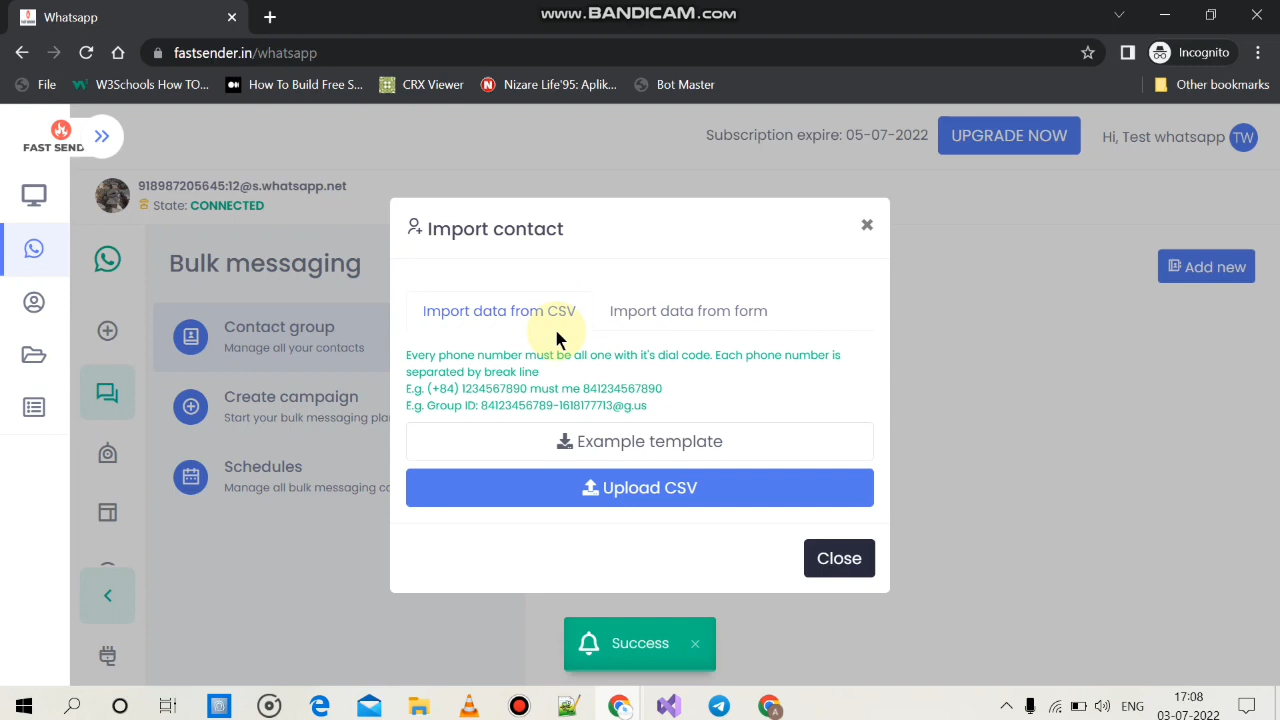 Whatsapp
www.BANDICAM.com
fastsender.in/whatsapp
Incognito
File
W3Schools How TO...
How To Build Free S...
CRX Viewer
Nizare Life'95: Aplik...
Bot Master
Other bookmarks
FAST SEND
Subscription expire: 05-07-2022
UPGRADE NOW
Hi, Test whatsapp
TW
918987205645:12@s.whatsapp.net
State: CONNECTED
Bulk messaging
Add new
Contact group
Manage all your contacts
Create campaign
Start your bulk messaging pla
Schedules
Manage all bulk messaging c
Import contact
Import data from CSV
Import data from form
Every phone number must be all one with it's dial code. Each phone number is
separated by break line
E.g. (+84) 1234567890 must me 841234567890
E.g. Group ID: 84123456789-1618177713@g.us
Example template
Upload CSV
Close
Success
ENG
17:08
03-07-2022